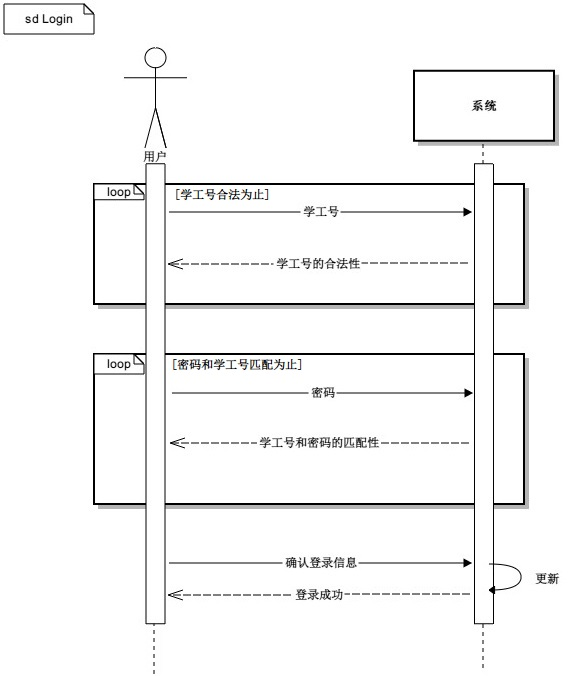 sd Login
系统
用户
loop
[学工号合法为止]
学工号
学工号的合法性
loop
[密码和学工号匹配为止]
密码
学工号和密码的匹配性
确认登录信息
更新
登录成功